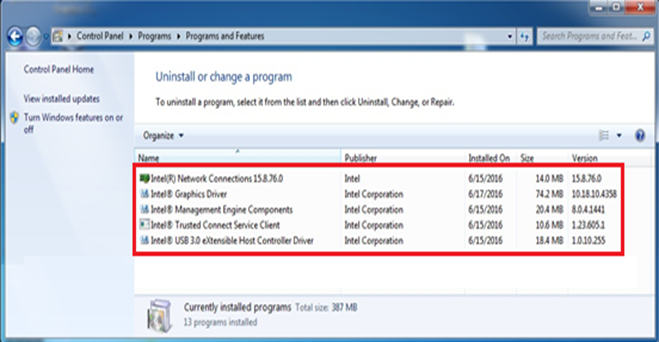 Control Panel ▸ Programs ▸ Programs and Features
Search Programs and Feat...
Control Panel Home
View installed updates
Turn Windows features on or
off
Uninstall or change a program
To uninstall a program, select it from the list and then click Uninstall, Change, or Repair.
Organize
Name Publisher Installed On Size Version
Intel(R) Network Connections 15.8.76.0 Intel 6/15/2016 14.0 MB 15.8.76.0
Intel® Graphics Driver Intel Corporation 6/17/2016 74.2 MB 10.18.10.4358
Intel® Management Engine Components Intel Corporation 6/15/2016 20.4 MB 8.0.4.1441
Intel® Trusted Connect Service Client Intel Corporation 6/15/2016 10.6 MB 1.23.605.1
Intel® USB 3.0 eXtensible Host Controller Driver Intel Corporation 6/15/2016 18.4 MB 1.0.10.255
Currently installed programs Total size: 387 MB
13 programs installed